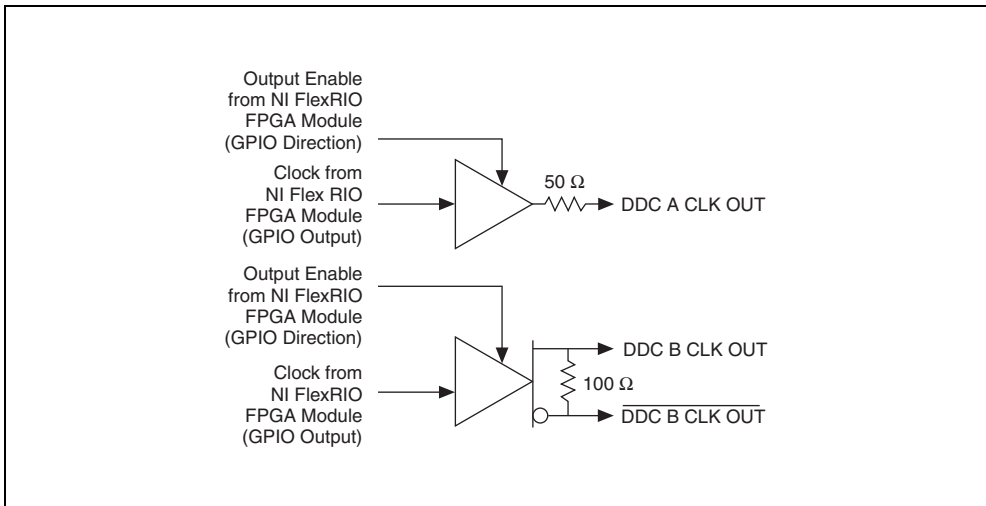 Output Enable
from NI FlexRIO
FPGA Module
(GPIO Direction)
Clock from
NI Flex RIO
FPGA Module
(GPIO Output)
50 Ω
DDC A CLK OUT
Output Enable
from NI FlexRIO
FPGA Module
(GPIO Direction)
Clock from
NI FlexRIO
FPGA Module
(GPIO Output)
DDC B CLK OUT
100 Ω
DDC B CLK OUT